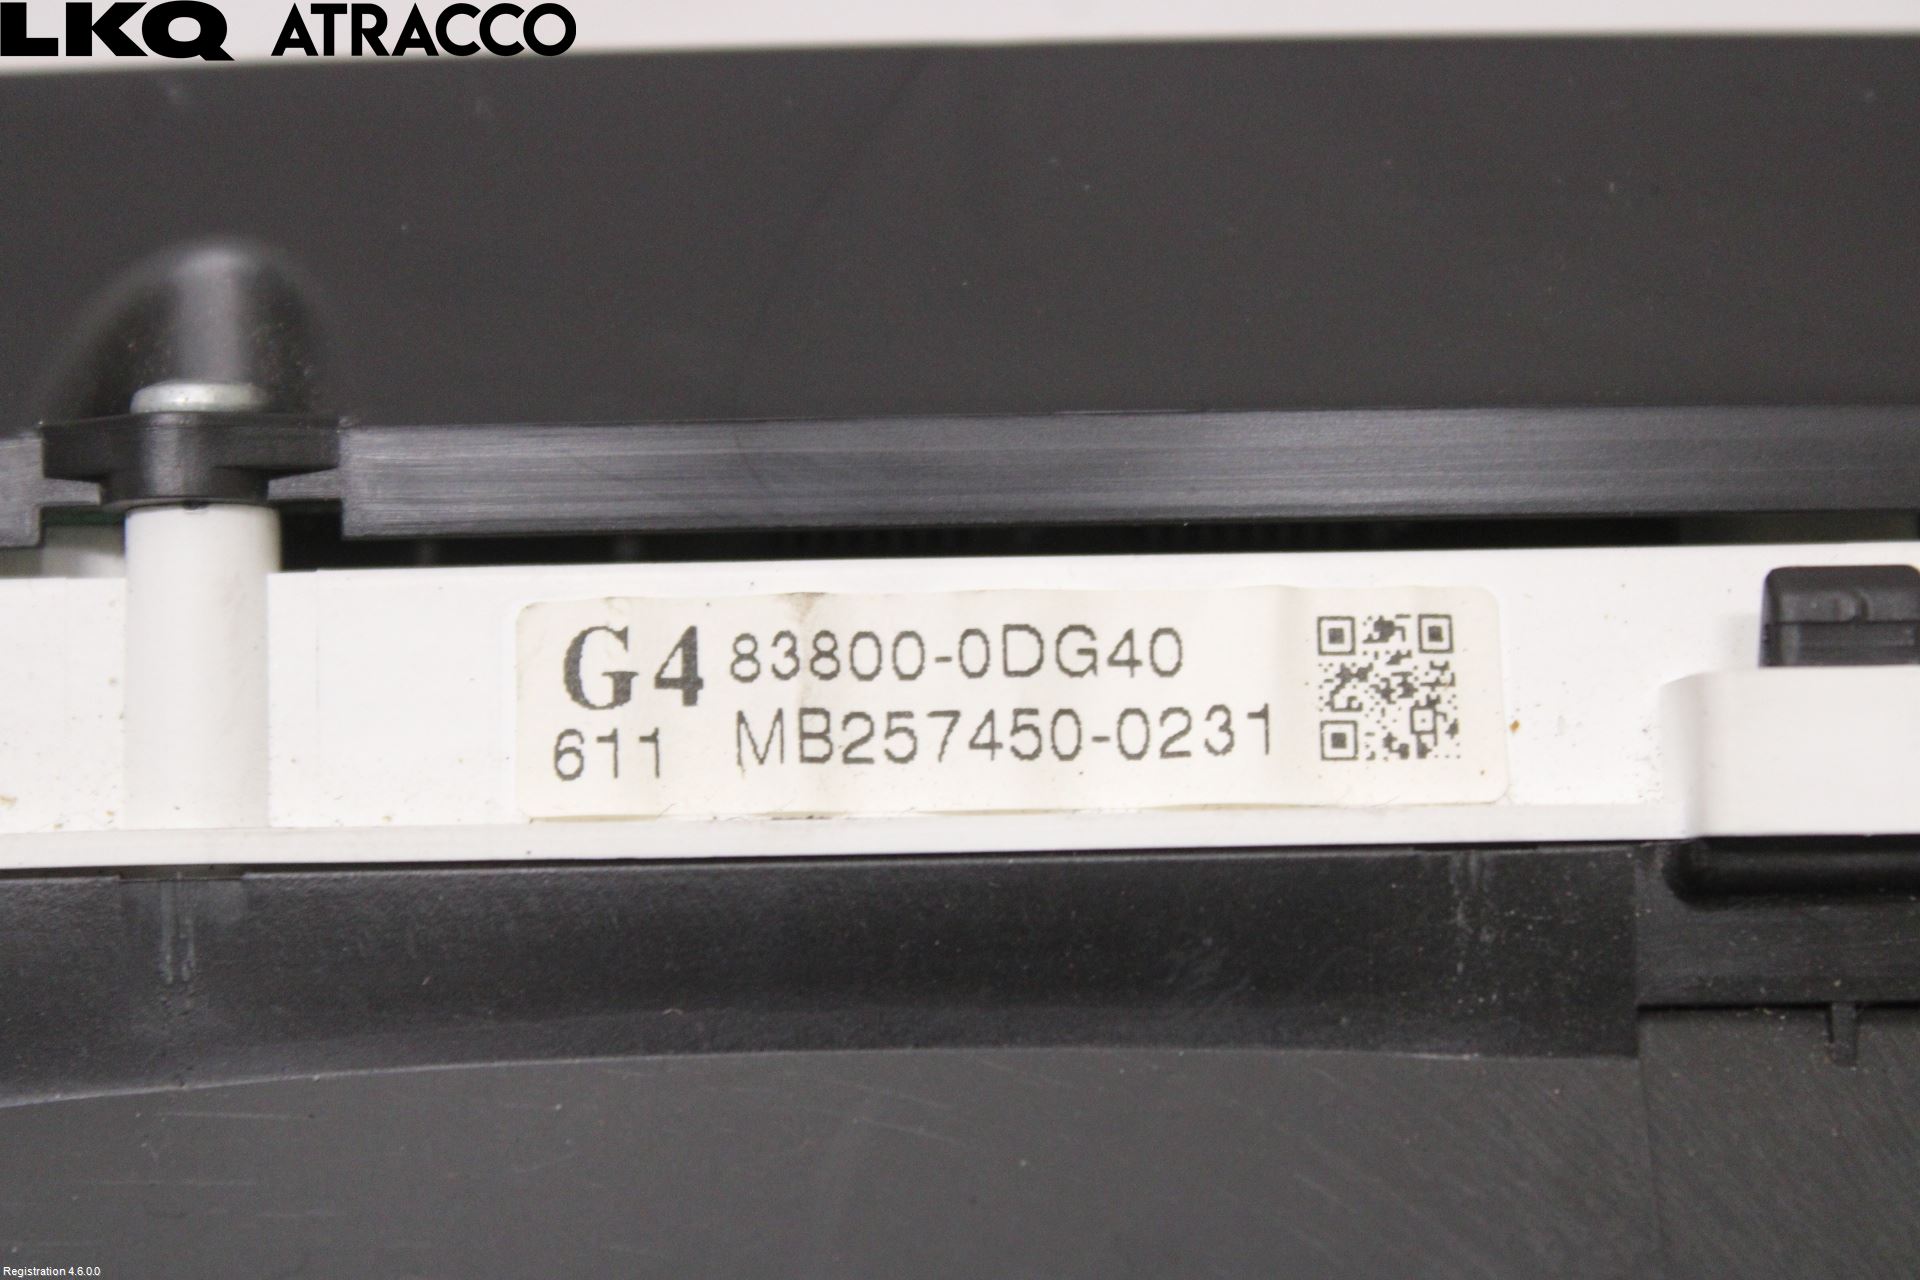 LKQ ATRACCO
G4 83800-0DG40
611 MB257450-0231
Registration 4.6.0.0